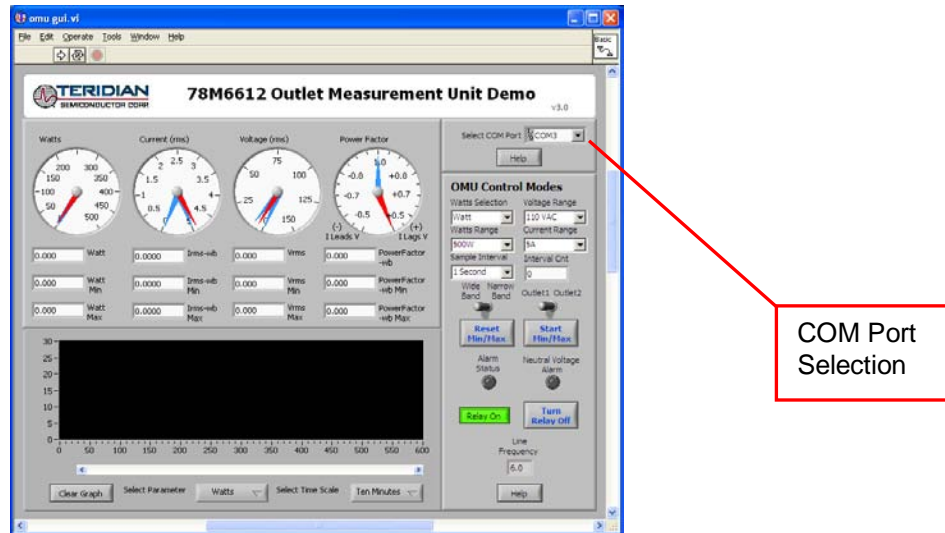 omu gui.vi
File Edit Operate Tools Window Help
Basic
TERIDIAN
SEMICONDUCTOR CORP.
78M6612 Outlet Measurement Unit Demo
v3.0
Watts
Current (rms)
Voltage (rms)
Power Factor
200 300
150 350
-100 400-
50 450
500
2 2.5 3
1.5 3.5
-1 4-
0.5 4.5
5
75
50 100
-25 125-
150
1.0
-0.8 +0.8
-0.7 +0.7
-0.5 +0.5
(-) (+)
I Leads V I Lags V
0.000 Watt 0.0000 Irms-wb 0.000 Vrms 0.000 PowerFactor
-wb
0.000 Watt Min 0.0000 Irms-wb Min 0.000 Vrms Min 0.000 PowerFactor
-wb Min
0.000 Watt Max 0.0000 Irms-wb Max 0.000 Vrms Max 0.000 PowerFactor
-wb Max
30
25
20
15
10
5
0
0 50 100 150 200 250 300 350 400 450 500 550 600
Clear Graph Select Parameter Watts Select Time Scale Ten Minutes
Select COM Port COM3
Help
OMU Control Modes
Watts Selection Voltage Range
Watt 110 VAC
Watts Range Current Range
500W 5A
Sample Interval Interval Cnt
1 Second 0
Wide Band Narrow Band Outlet1 Outlet2
Reset Min/Max
Start Min/Max
Alarm Status
Neutral Voltage Alarm
Relay On
Turn Relay Off
Line
Frequency
6.0
Help
COM Port
Selection